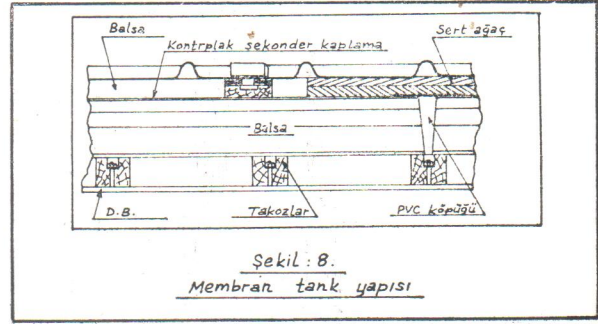 Balsa
Sert ağaç
Kontrplak sekonder kaplama
Balsa
D.B.
Takozlar
PVC köpüğü
Şekil : 8.
Membran tank yapısı